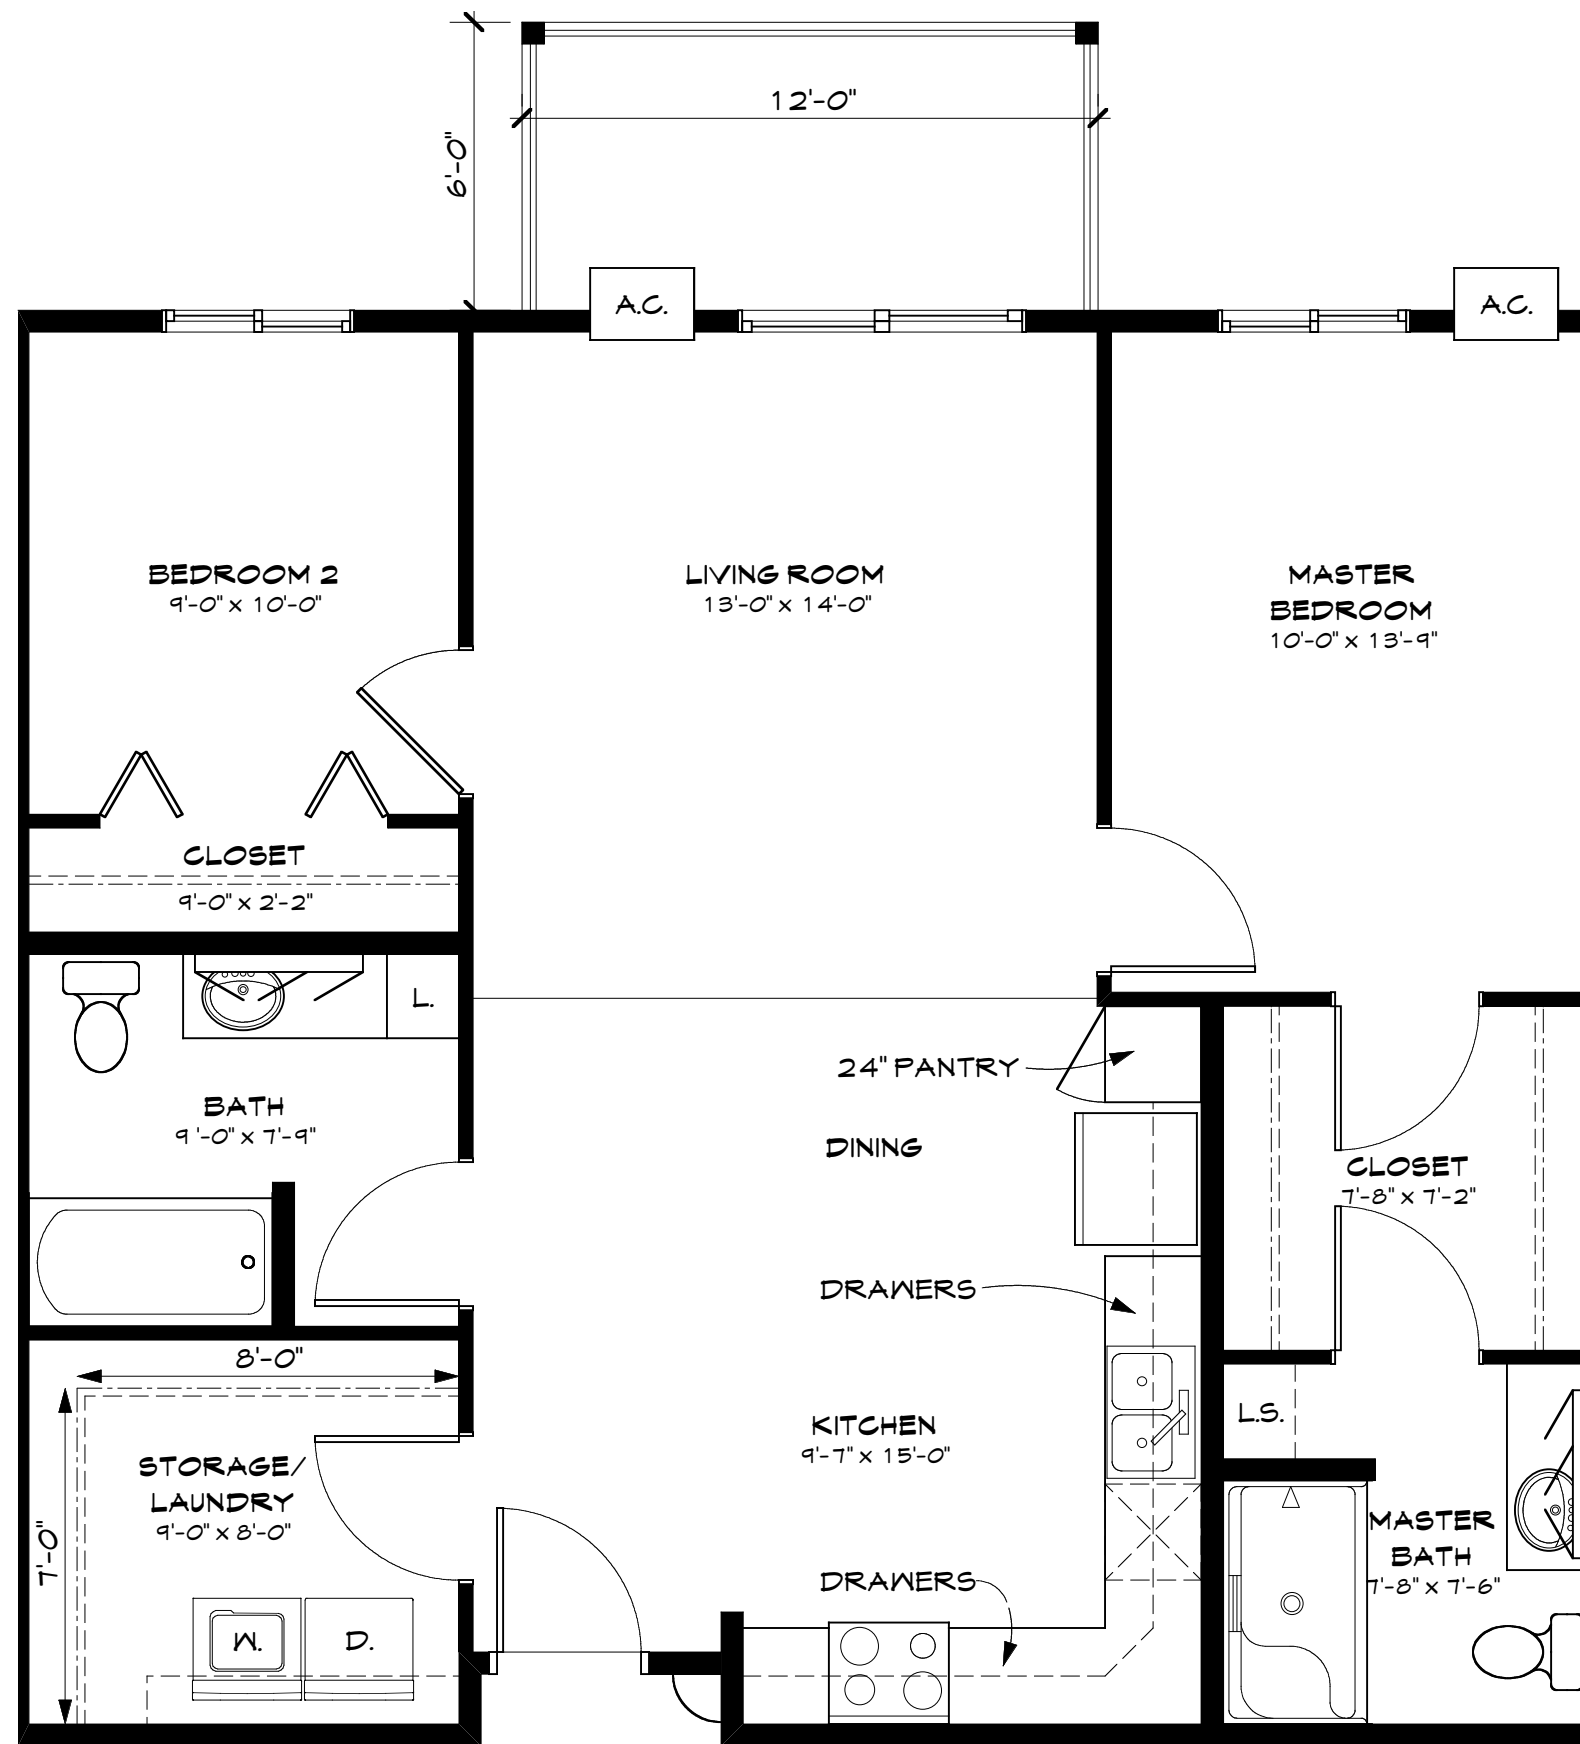 12'-0"
6'-0"
A.C.
A.C.
BEDROOM 2
9'-0" x 10'-0"
LIVING ROOM
13'-0" x 14'-0"
MASTER
BEDROOM
10'-0" x 13'-9"
CLOSET
9'-0" x 2'-2"
L.
24" PANTRY
BATH
9'-0" x 7'-9"
DINING
CLOSET
7'-8" x 7'-2"
DRAWERS
8'-0"
L.S.
KITCHEN
9'-7" x 15'-0"
STORAGE/
LAUNDRY
9'-0" x 8'-0"
7'-0"
MASTER
BATH
7'-8" x 7'-6"
DRAWERS
W.
D.